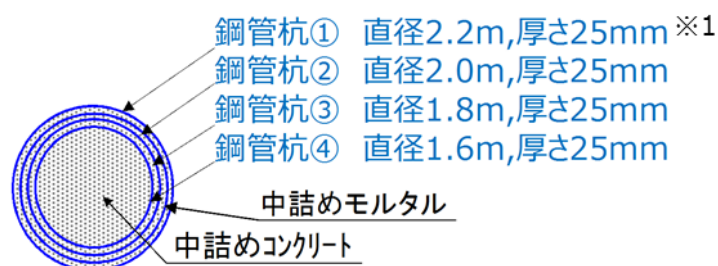 鋼管杭① 直径2.2m,厚さ25mm ※1
鋼管杭② 直径2.0m,厚さ25mm
鋼管杭③ 直径1.8m,厚さ25mm
鋼管杭④ 直径1.6m,厚さ25mm
中詰めモルタル
中詰めコンクリート